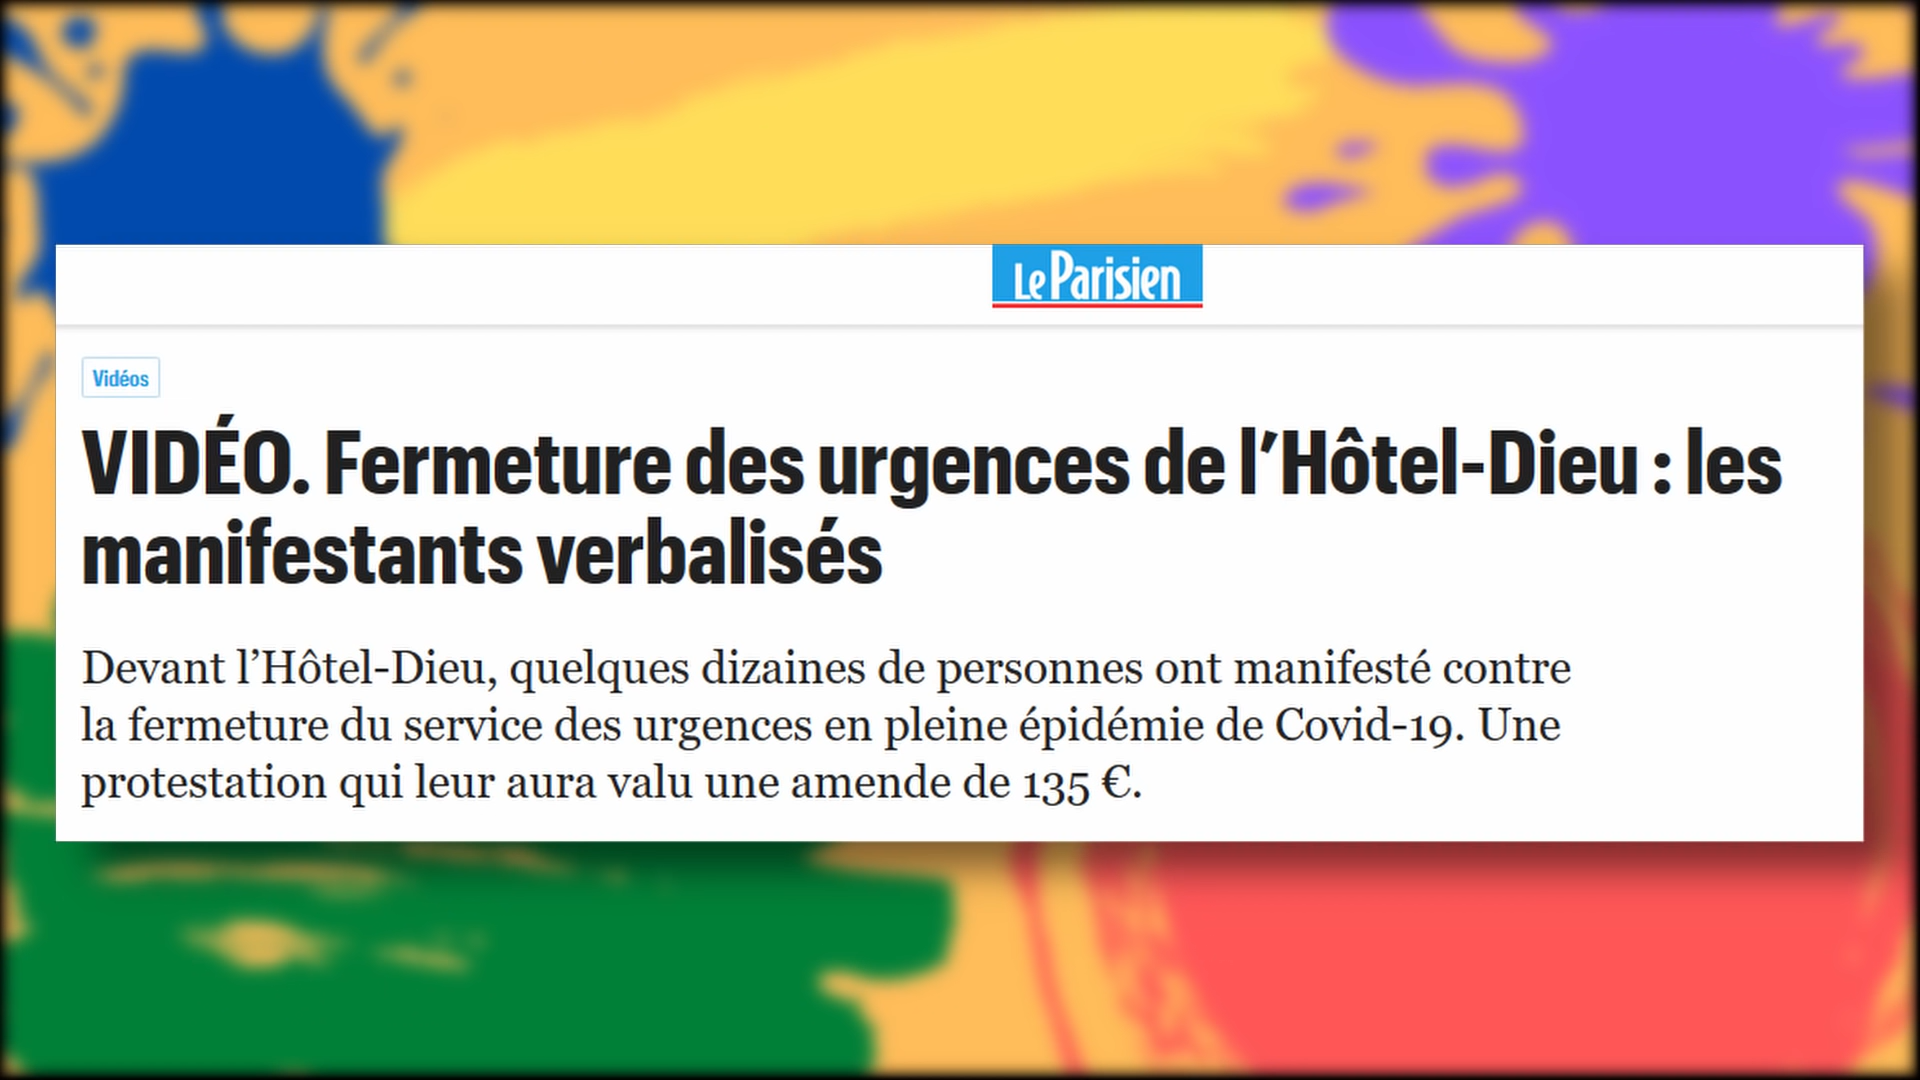 Le Parisien
Vidéos
VIDÉO. Fermeture des urgences de l’Hôtel-Dieu : les
manifestants verbalisés
Devant l’Hôtel-Dieu, quelques dizaines de personnes ont manifesté contre
la fermeture du service des urgences en pleine épidémie de Covid-19. Une
protestation qui leur aura valu une amende de 135 €.